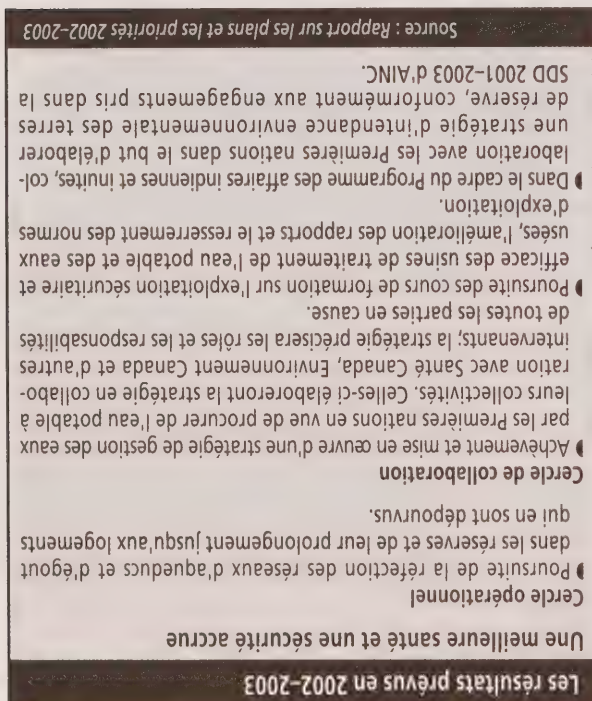 Les résultats prévus en 2002-2003
Une meilleure santé et une sécurité accrue
Cercle opérationnel
◗ Poursuite de la réfection des réseaux d'aqueducs et d'égout
dans les réserves et de leur prolongement jusqu'aux logements
qui en sont dépourvus.
Cercle de collaboration
◗ Achèvement et mise en œuvre d'une stratégie de gestion des eaux
par les Premières nations en vue de procurer de l'eau potable à
leurs collectivités. Celles-ci élaboreront la stratégie en collabo-
ration avec Santé Canada, Environnement Canada et d'autres
intervenants; la stratégie précisera les rôles et les responsabilités
de toutes les parties en cause.
◗ Poursuite des cours de formation sur l'exploitation sécuritaire et
efficace des usines de traitement de l'eau potable et des eaux
usées, l'amélioration des rapports et le resserrement des normes
d'exploitation.
◗ Dans le cadre du Programme des affaires indiennes et inuites, col-
laboration avec les Premières nations dans le but d'élaborer
une stratégie d'intendance environnementale des terres
de réserve, conformément aux engagements pris dans la
SDD 2001-2003 d'AINC.
Source : Rapport sur les plans et les priorités 2002-2003